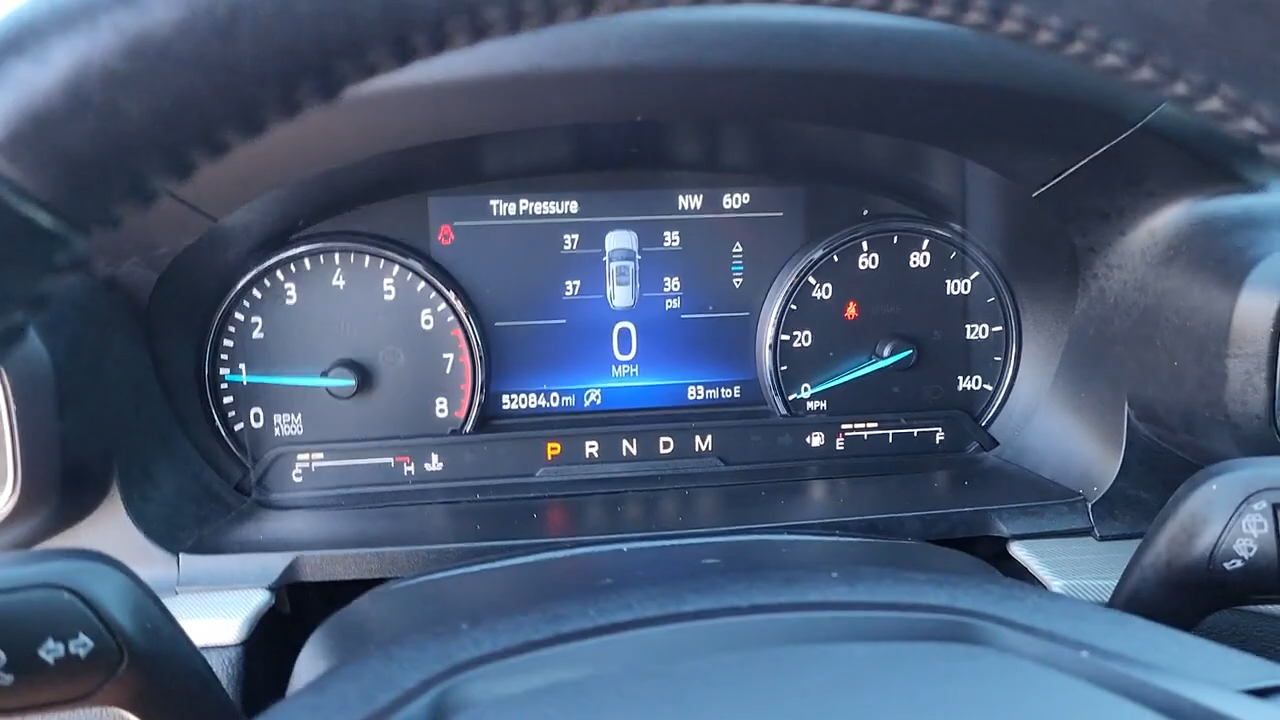 Tire Pressure NW 60°
37 35
37 36
psi
0
MPH
52084.0 mi 83 mi to E
0 1 2 3 4 5 6 7 8
RPM
X1000
0 20 40 60 80 100 120 140
MPH
P R N D M
C H
E F